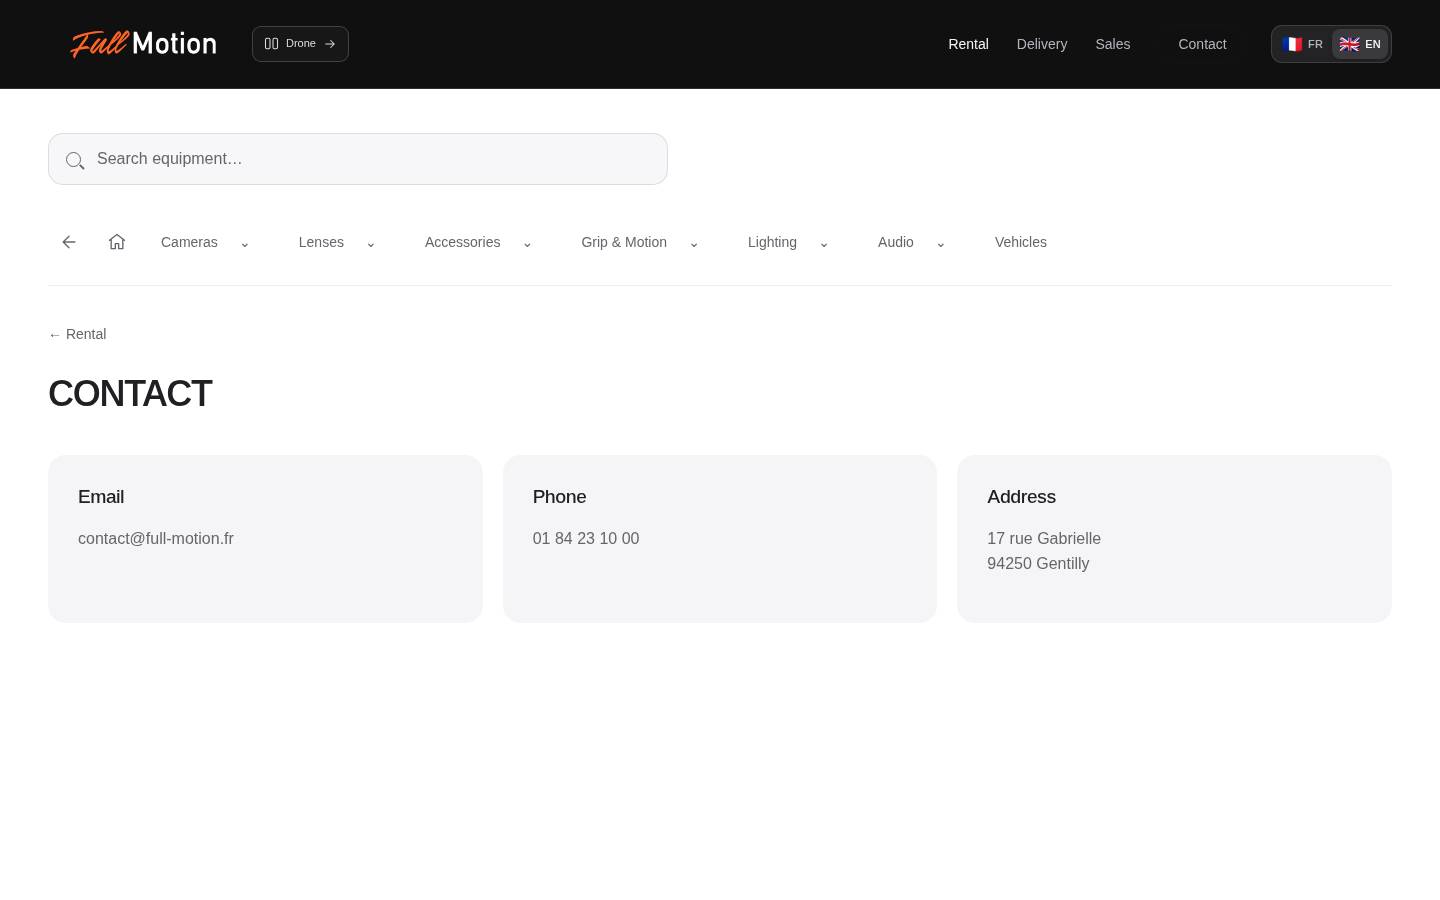 Full Motion
Drone →
Rental
Delivery
Sales
Contact
🇫🇷 FR
🇬🇧 EN
Search equipment…
Cameras
Lenses
Accessories
Grip & Motion
Lighting
Audio
Vehicles
← Rental
CONTACT
Email
contact@full-motion.fr
Phone
01 84 23 10 00
Address
17 rue Gabrielle
94250 Gentilly